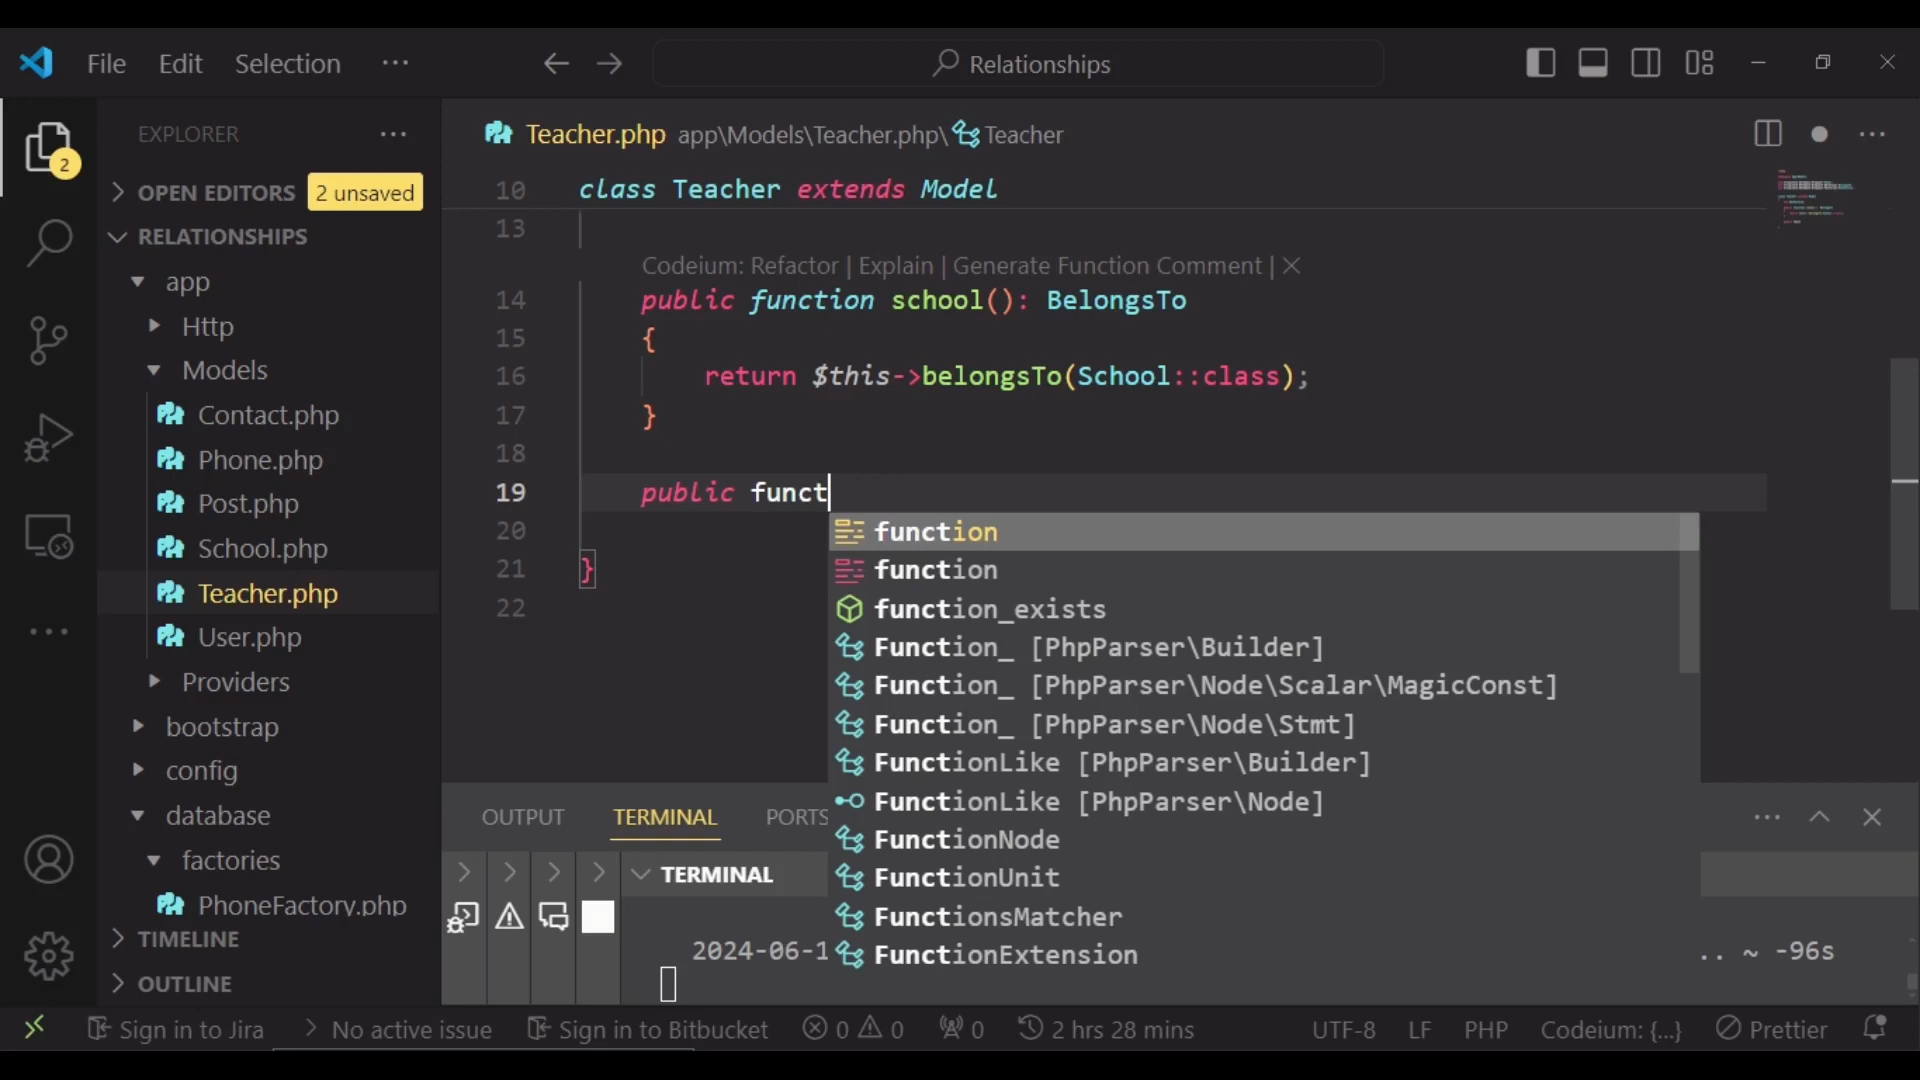 File Edit Selection ··· Relationships
EXPLORER ···
2
OPEN EDITORS 2 unsaved
RELATIONSHIPS
app
Http
Models
Contact.php
Phone.php
Post.php
School.php
Teacher.php
User.php
Providers
bootstrap
config
database
factories
PhoneFactory.php
TIMELINE
OUTLINE
Teacher.php app\Models\Teacher.php\ Teacher ···
10 class Teacher extends Model
13
Codeium: Refactor | Explain | Generate Function Comment | ×
14 public function school(): BelongsTo
15 {
16 return $this->belongsTo(School::class);
17 }
18
19 public funct
20
21 }
22
function
function
function_exists
Function_ [PhpParser\Builder]
Function_ [PhpParser\Node\Scalar\MagicConst]
Function_ [PhpParser\Node\Stmt]
FunctionLike [PhpParser\Builder]
FunctionLike [PhpParser\Node]
FunctionNode
FunctionUnit
FunctionsMatcher
FunctionExtension
OUTPUT TERMINAL PORTS ···
TERMINAL
2024-06-1 .. ~ -96s
Sign in to Jira > No active issue Sign in to Bitbucket 0 0 0 2 hrs 28 mins UTF-8 LF PHP Codeium: {...} Prettier